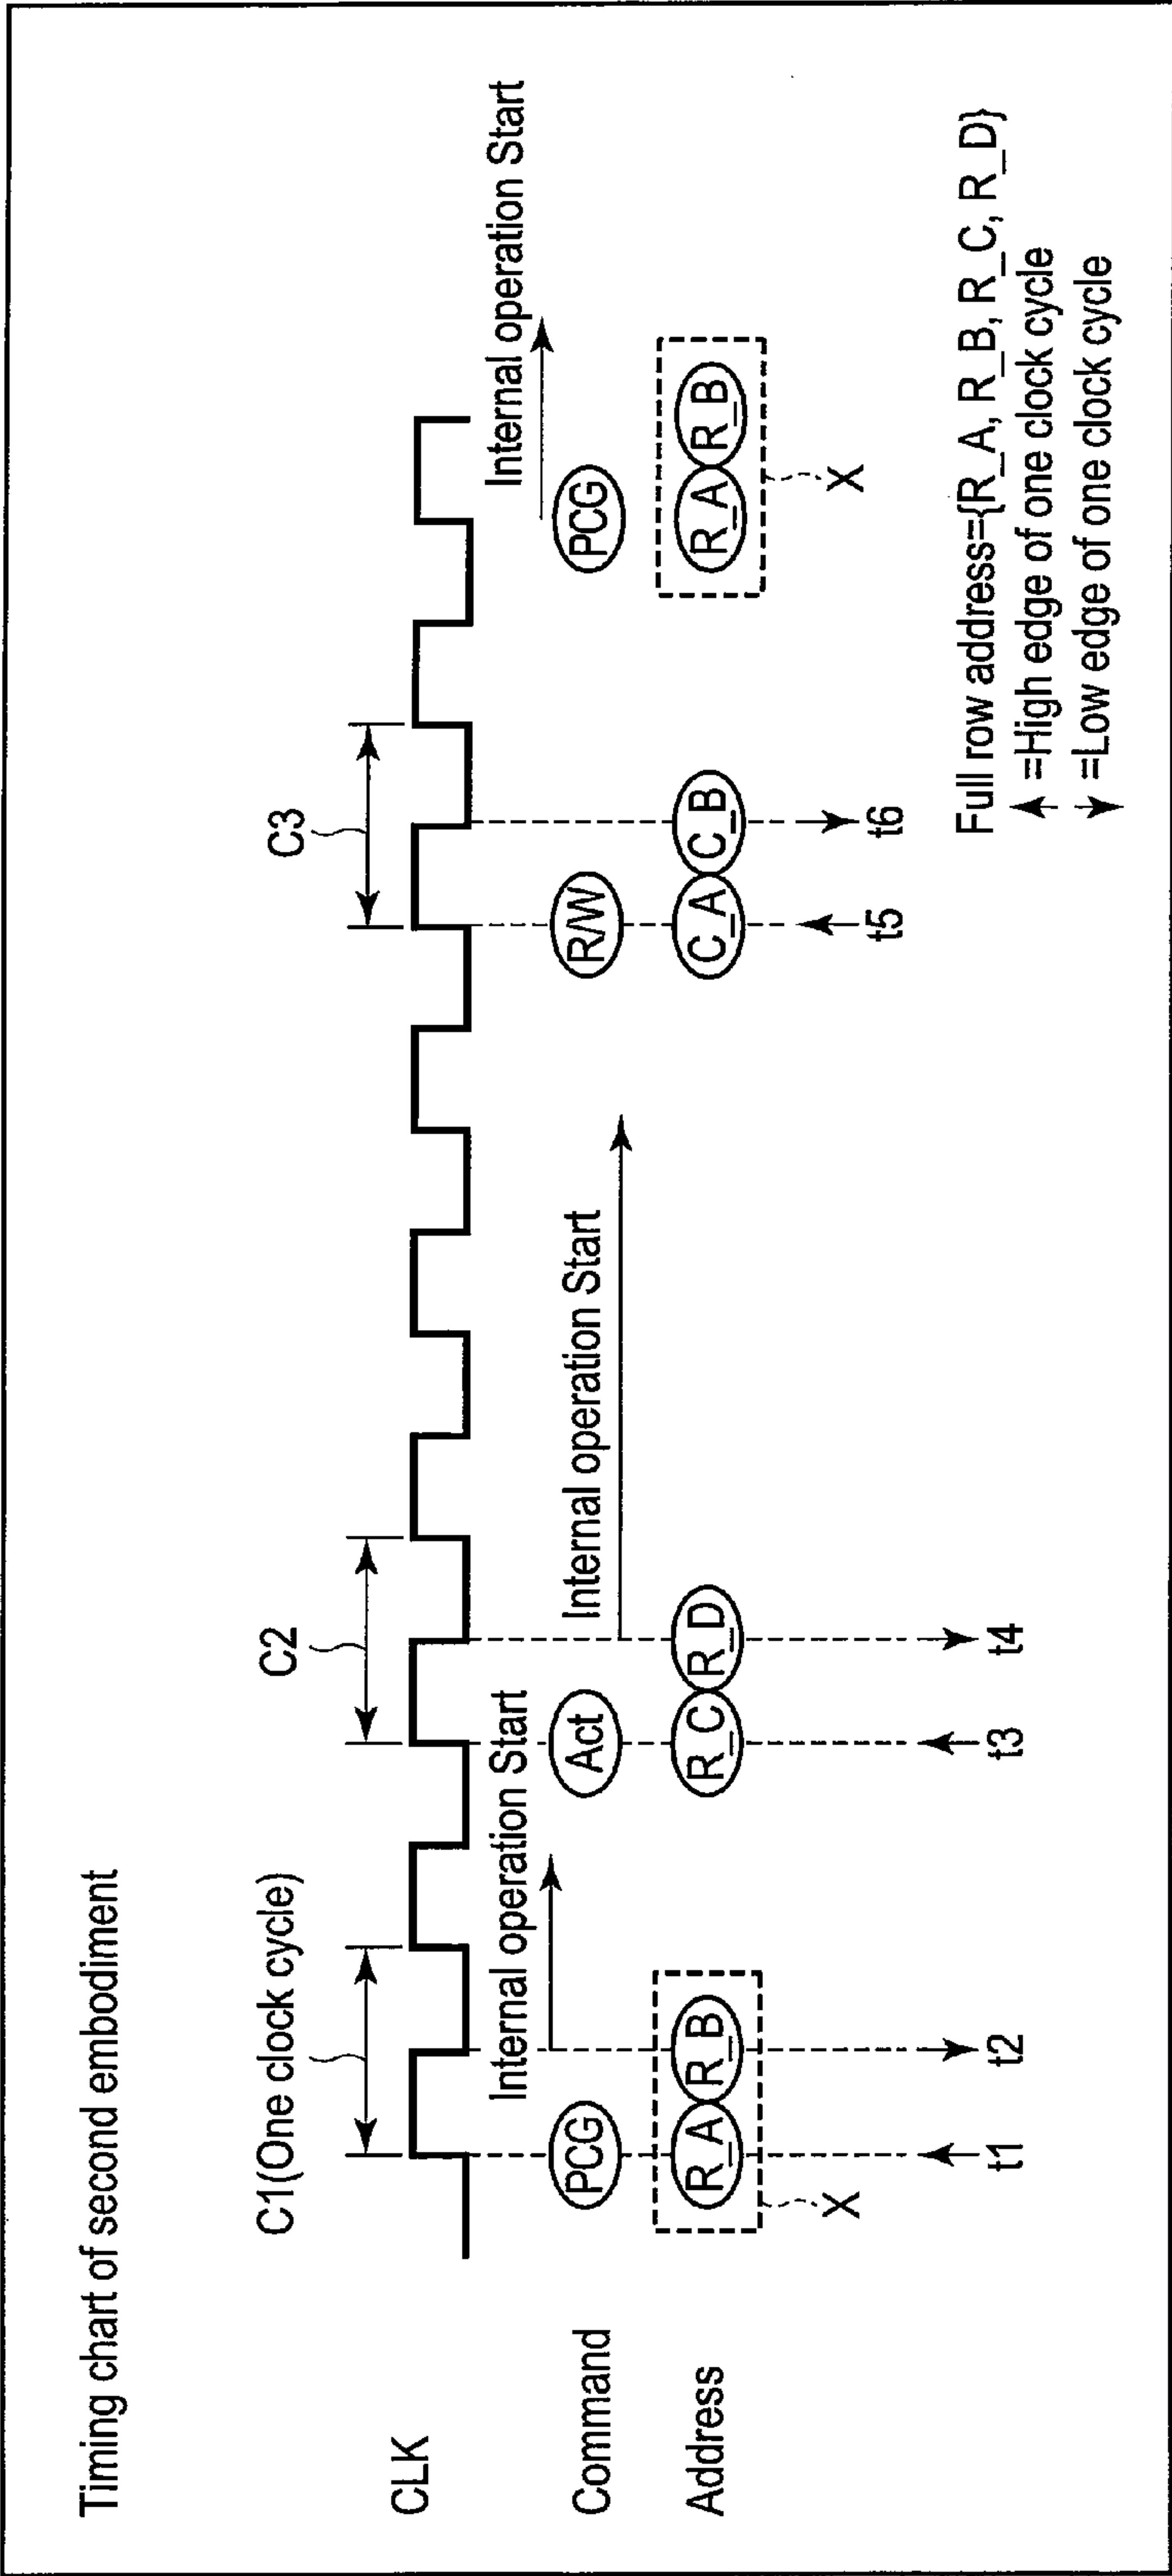 Timing chart of second embodiment
C1(One clock cycle)
C2
C3
CLK
Internal operation Start
Internal operation Start
Internal operation Start
Command
PCG
Act
R/W
PCG
Address
R_A
R_B
R_C
R_D
C_A
C_B
R_A
R_B
X
X
t1
t2
t3
t4
t5
t6
Full row address={R_A, R_B, R_C, R_D}
=High edge of one clock cycle
=Low edge of one clock cycle